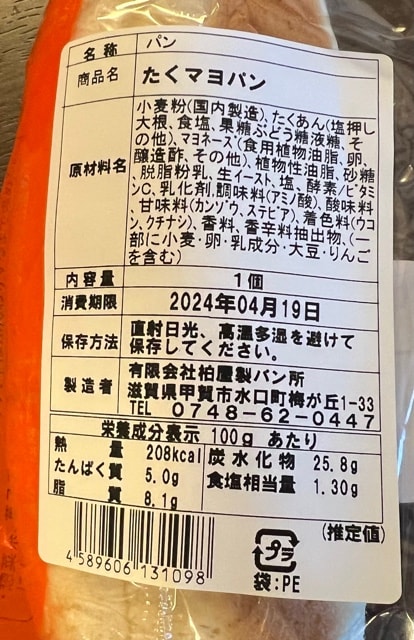 名称 パン
商品名 たくマヨパン
原材料名 小麦粉(国内製造)、たくあん(塩押し
大根、食塩、果糖ぶどう糖液糖、そ
の他)、マヨネーズ(食用植物油脂、卵、
醸造酢、その他)、植物性油脂、砂糖
、脱脂粉乳、生イースト、塩、酵素/ビタミ
ンC、乳化剤、調味料(アミノ酸)、酸味料
、甘味料(カンゾウ、ステビア)、着色料(ウコ
ン、クチナシ)、香料、香辛料抽出物、(一
部に小麦・卵・乳成分・大豆・りんご
を含む)
内容量 1個
消費期限 2024年04月19日
保存方法 直射日光、高温多湿を避けて
保存してください。
製造者 有限会社柏屋製パン所
滋賀県甲賀市水口町梅が丘1-33
TEL 0748-62-0447
栄養成分表示 100g あたり
熱量 208kcal 炭水化物 25.8g
たんぱく質 5.0g 食塩相当量 1.30g
脂質 8.1g
(推定値)
4589606131098
プラ
袋:PE